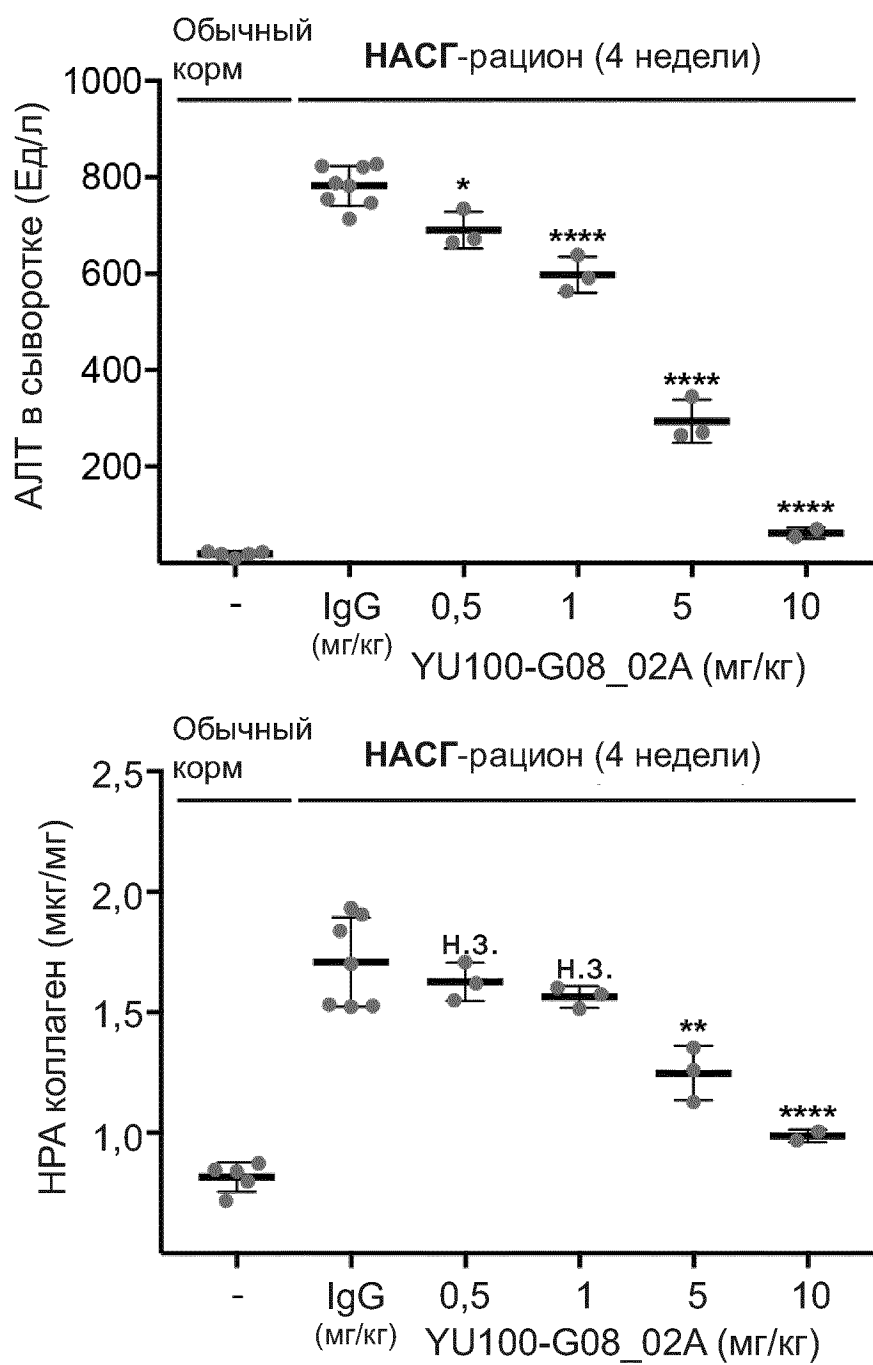 Обычный
корм
НАСГ-рацион (4 недели)
АЛТ в сыворотке (Ед/л)
1000
800
600
400
200
*
****
****
****
- IgG 0,5 1 5 10
(мг/кг)
YU100-G08_02A (мг/кг)
Обычный
корм
НАСГ-рацион (4 недели)
НРА коллаген (мкг/мг)
2,5
2,0
1,5
1,0
н.з.
н.з.
**
****
- IgG 0,5 1 5 10
(мг/кг)
YU100-G08_02A (мг/кг)